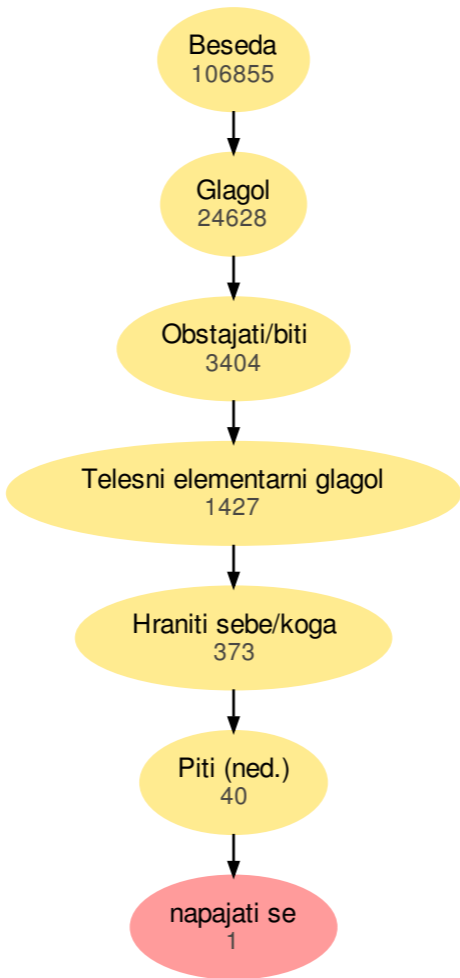 Beseda
106855
Glagol
24628
Obstajati/biti
3404
Telesni elementarni glagol
1427
Hraniti sebe/koga
373
Piti (ned.)
40
napajati se
1